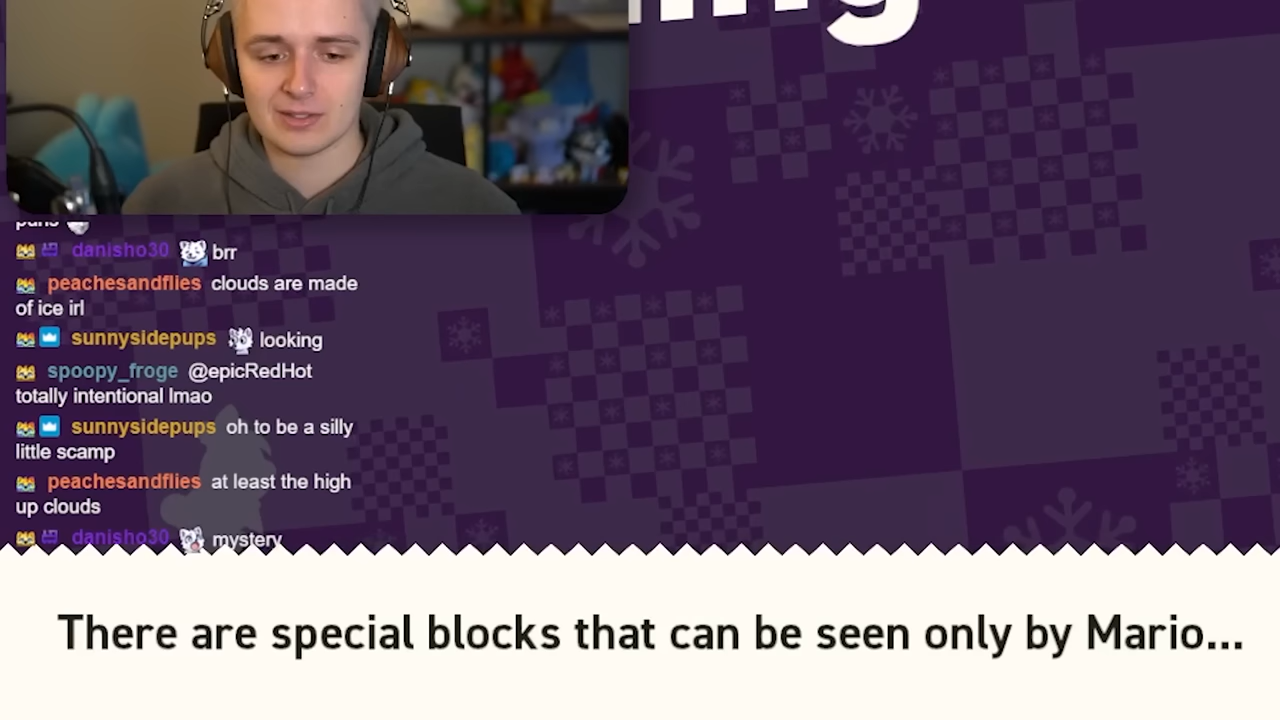 danisho30 brr
peachesandflies clouds are made
of ice irl
sunnysidepups looking
spoopy_froge @epicRedHot
totally intentional lmao
sunnysidepups oh to be a silly
little scamp
peachesandflies at least the high
up clouds
danisho30 mystery
There are special blocks that can be seen only by Mario...